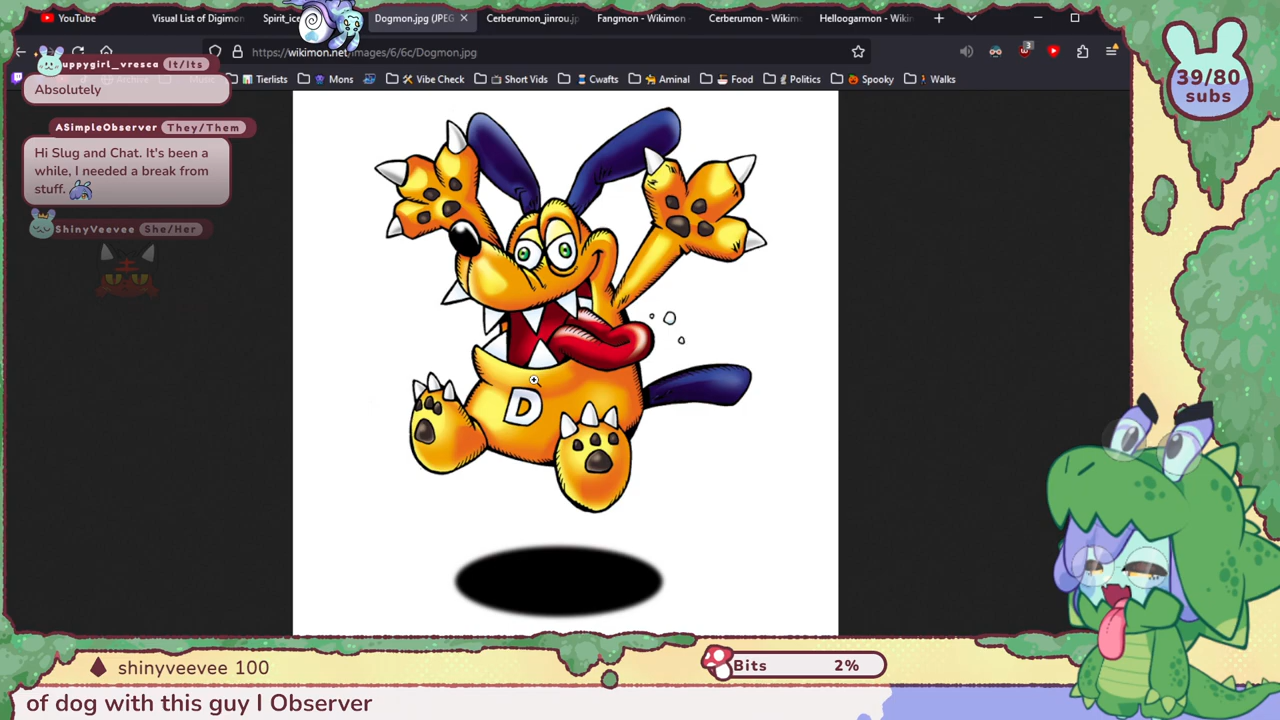 YouTube
Visual List of Digimon
Spirit_ice
Dogmon.jpg (JPEG
Cerberumon_jinrou.j
Fangmon - Wikimon
Cerberumon - Wikim
Helloogarmon - Wikin
https://wikimon.net/images/6/6c/Dogmon.jpg
3
Tierlists
Mons
Vibe Check
Short Vids
Cwafts
Aminal
Food
Politics
Spooky
Walks
uppygirl_vresca It/Its
Absolutely
ASimpleObserver They/Them
Hi Slug and Chat. It's been a
while, I needed a break from
stuff.
ShinyVeevee She/Her
39/80
subs
D
shinyveevee 100
Bits 2%
of dog with this guy I Observer